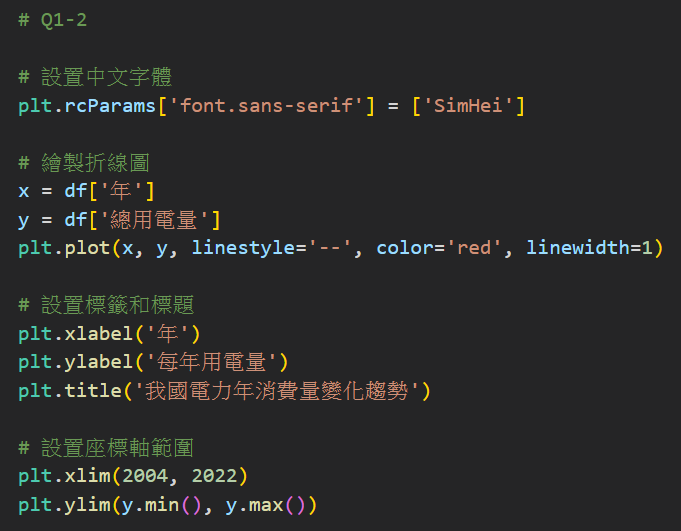 # Q1-2
# 設置中文字體
plt.rcParams['font.sans-serif'] = ['SimHei']
# 繪製折線圖
x = df['年']
y = df['總用電量']
plt.plot(x, y, linestyle='--', color='red', linewidth=1)
# 設置標籤和標題
plt.xlabel('年')
plt.ylabel('每年用電量')
plt.title('我國電力年消費量變化趨勢')
# 設置座標軸範圍
plt.xlim(2004, 2022)
plt.ylim(y.min(), y.max())